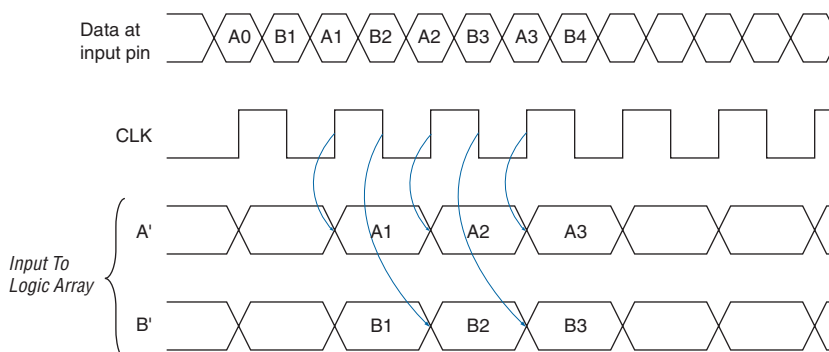 Data at
input pin
A0 B1 A1 B2 A2 B3 A3 B4
CLK
A' A1 A2 A3
Input To
Logic Array
B' B1 B2 B3